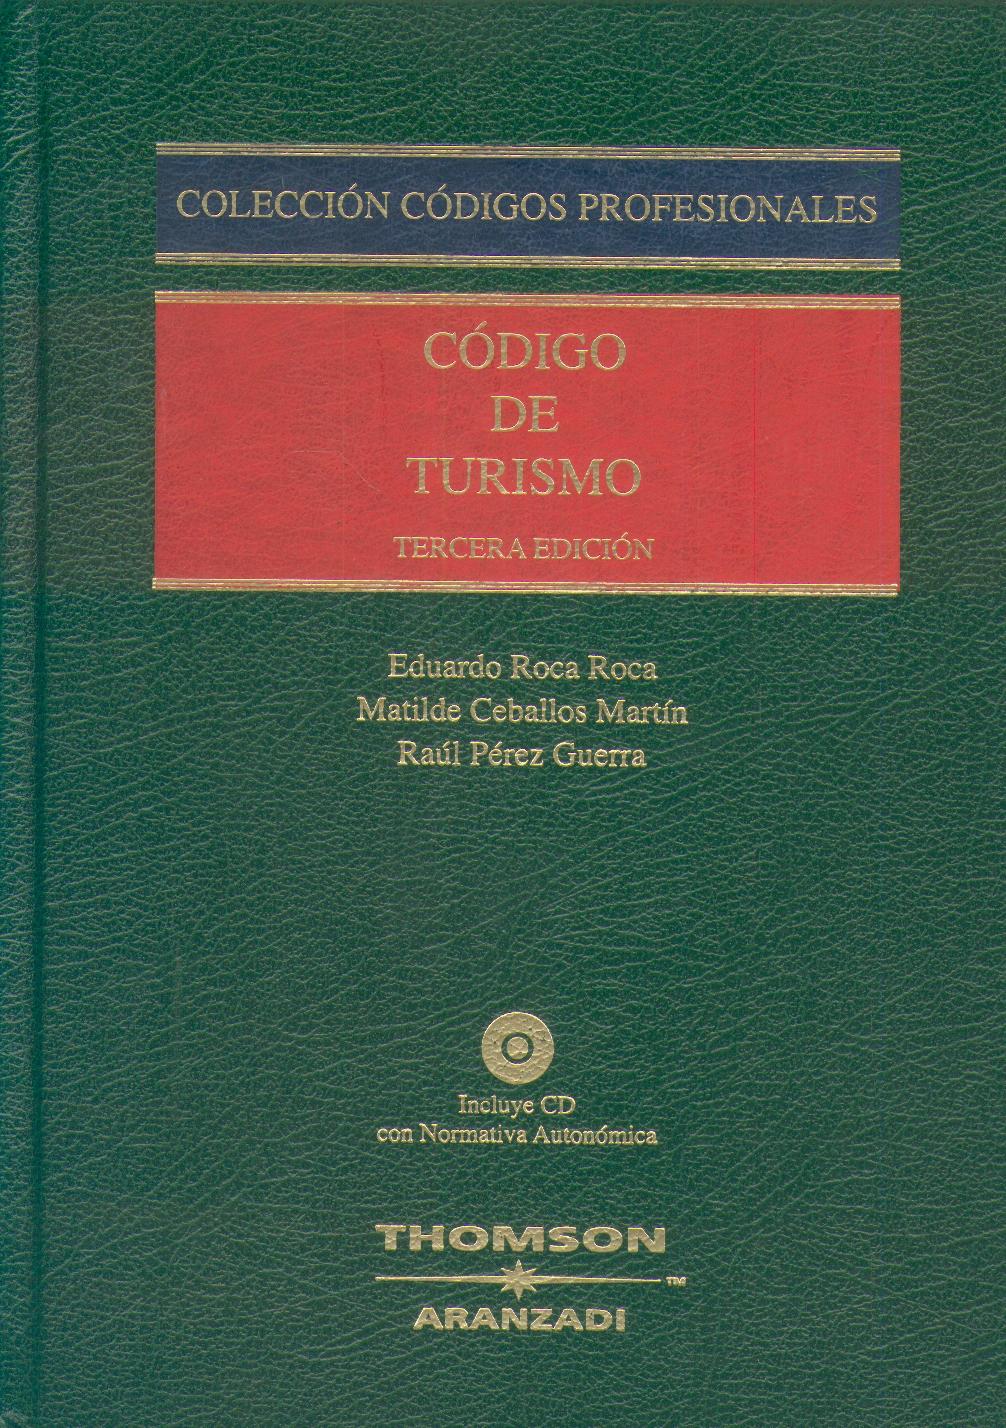 COLECCIÓN CÓDIGOS PROFESIONALES
CÓDIGO
DE
TURISMO
TERCERA EDICIÓN
Eduardo Roca Roca
Matilde Ceballos Martín
Raúl Pérez Guerra
Incluye CD
con Normativa Autonómica
THOMSON
TM
ARANZADI